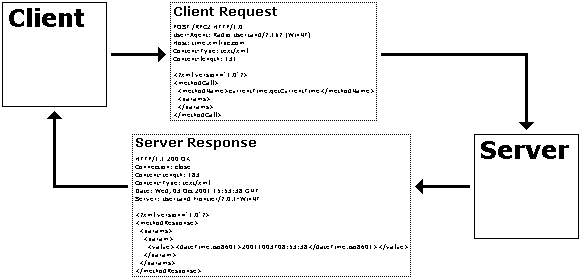 Client
Client Request
POST /RPC2 HTTP/1.0
User-Agent: Radio UserLand/7.1b7 (WinNT)
Host: time.xmlrpc.com
Content-Type: text/xml
Content-length: 131
<?xml version="1.0"?>
<methodCall>
<methodName>currentTime.getCurrentTime</methodName>
<params>
</params>
</methodCall>
Server Response
HTTP/1.1 200 OK
Connection: close
Content-Length: 183
Content-Type: text/xml
Date: Wed, 03 Oct 2001 15:53:38 GMT
Server: UserLand Frontier/7.0.1-WinNT
<?xml version="1.0"?>
<methodResponse>
<params>
<param>
<value><dateTime.iso8601>20011003T08:53:38</dateTime.iso8601></value>
</param>
</params>
</methodResponse>
Server